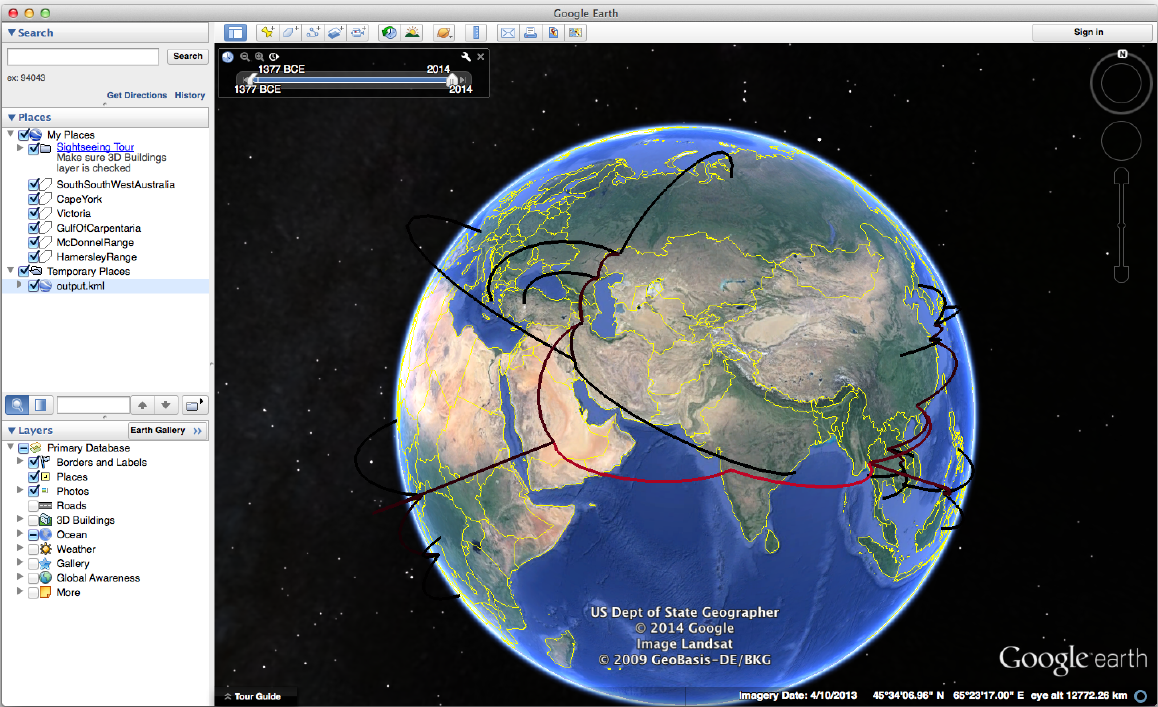 Google Earth
Search
Search
ex: 94043
Get Directions History
Places
My Places
Sightseeing Tour
Make sure 3D Buildings
layer is checked
SouthSouthWestAustralia
CapeYork
Victoria
GulfOfCarpentaria
McDonnelRange
HamersleyRange
Temporary Places
output.kml
Layers
Earth Gallery >>
Primary Database
Borders and Labels
Places
Photos
Roads
3D Buildings
Ocean
Weather
Gallery
Global Awareness
More
Sign in
1377 BCE 2014
1377 BCE 2014
N
US Dept of State Geographer
© 2014 Google
Image Landsat
© 2009 GeoBasis-DE/BKG
Google earth
Tour Guide
Imagery Date: 4/10/2013 45°34'06.96" N 65°23'17.00" E eye alt 12772.26 km